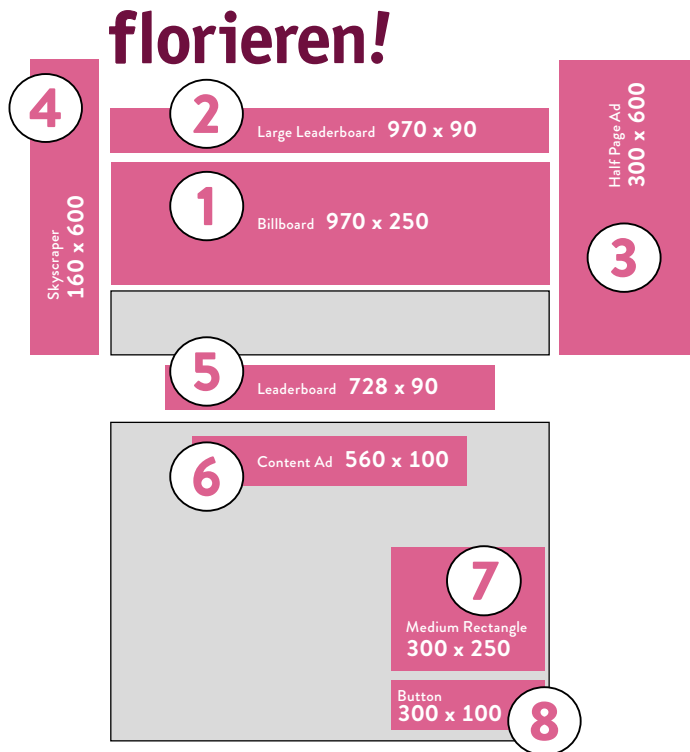 florieren!
4
Skyscraper
160 x 600
2
Large Leaderboard 970 x 90
1
Billboard 970 x 250
Half Page Ad
300 x 600
3
5
Leaderboard 728 x 90
6
Content Ad 560 x 100
7
Medium Rectangle
300 x 250
Button
300 x 100
8